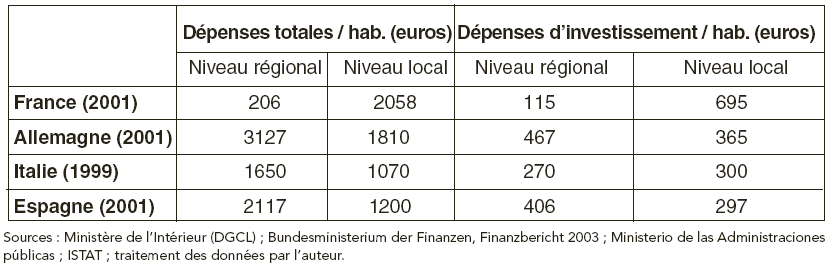 Dépenses totales / hab. (euros) Dépenses d'investissement / hab. (euros)
Niveau régional Niveau local Niveau régional Niveau local
France (2001) 206 2058 115 695
Allemagne (2001) 3127 1810 467 365
Italie (1999) 1650 1070 270 300
Espagne (2001) 2117 1200 406 297
Sources : Ministère de l'Intérieur (DGCL) ; Bundesministerium der Finanzen, Finanzbericht 2003 ; Ministerio de las Administraciones
públicas ; ISTAT ; traitement des données par l'auteur.